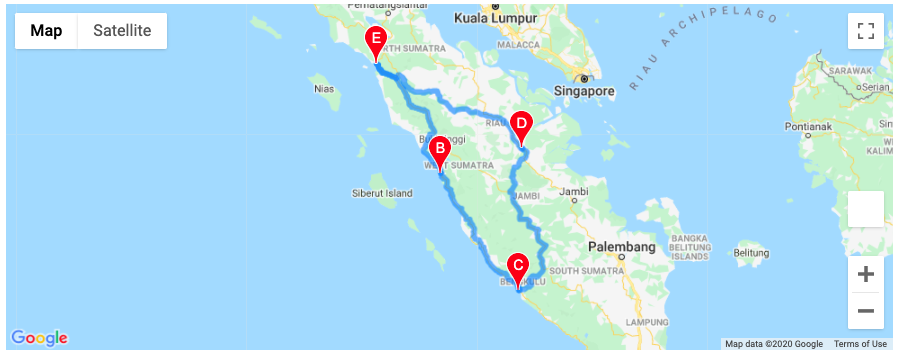 Map
Satellite
Pematangsiantar
Kuala Lumpur
E
NORTH SUMATRA
MALACCA
RIAU ARCHIPELAGO
Singapore
SARAWAK
Serian
Nias
RIAU
D
Pontianak
B
WEST SUMATRA
Siberut Island
JAMBI
Jambi
Palembang
BANGKA
BELITUNG
ISLANDS
Belitung
C
BENGKULU
SOUTH SUMATRA
LAMPUNG
Google
Map data ©2020 Google
Terms of Use